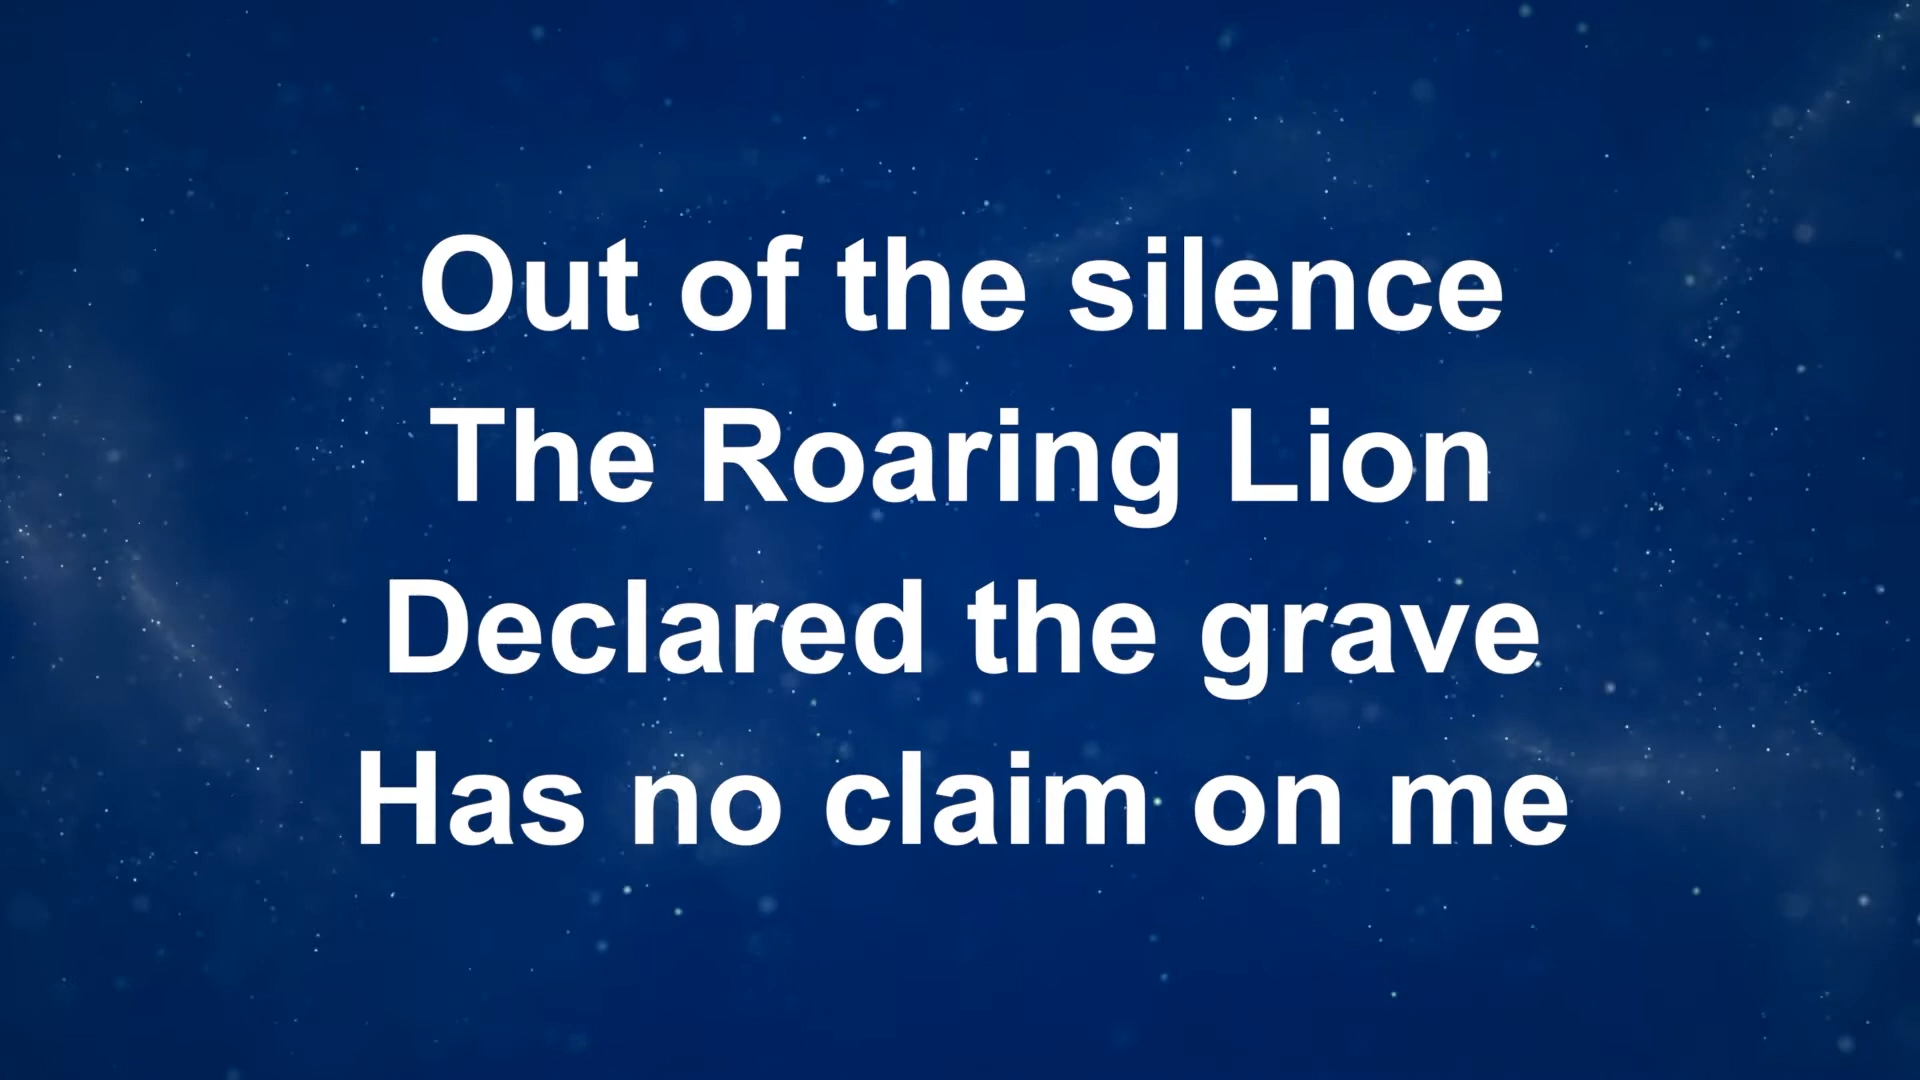 Out of the silence
The Roaring Lion
Declared the grave
Has no claim on me